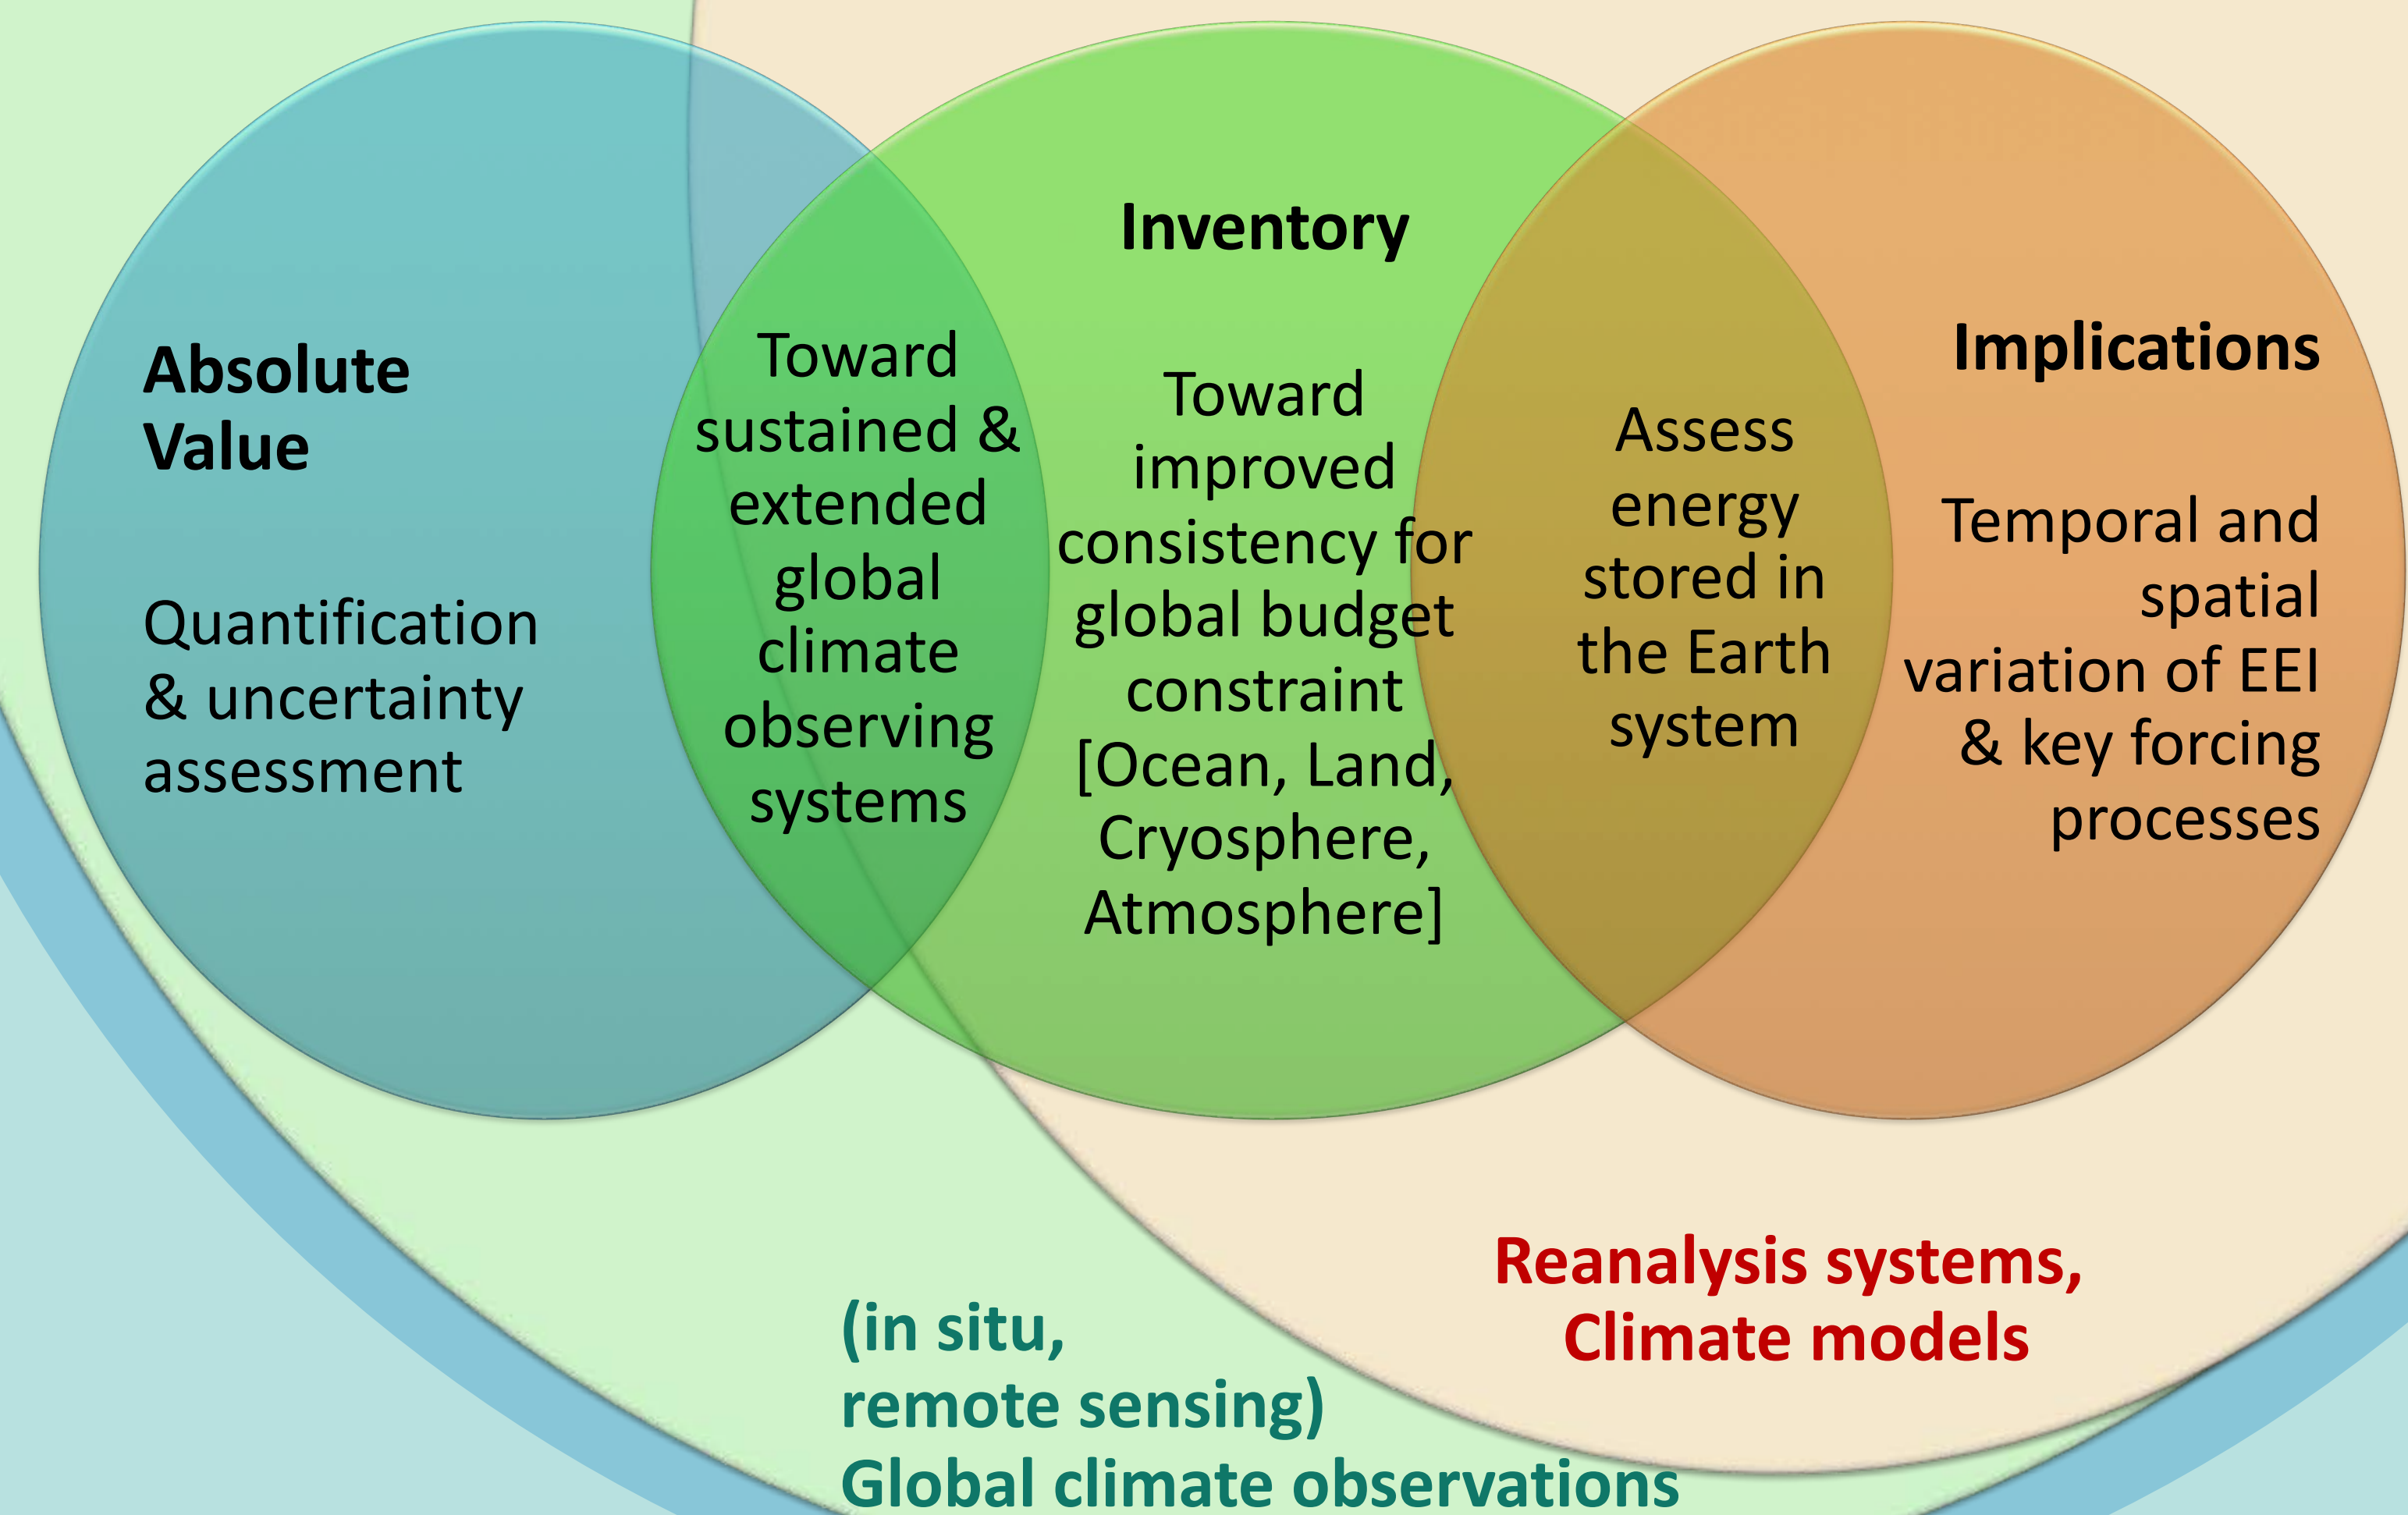 Absolute
Value
Quantification
& uncertainty
assessment
Toward
sustained &
extended
global
climate
observing
systems
Inventory
Toward
improved
consistency for
global budget
constraint
[Ocean, Land,
Cryosphere,
Atmosphere]
Assess
energy
stored in
the Earth
system
Implications
Temporal and
spatial
variation of EEI
& key forcing
processes
Reanalysis systems,
Climate models
(in situ,
remote sensing)
Global climate observations